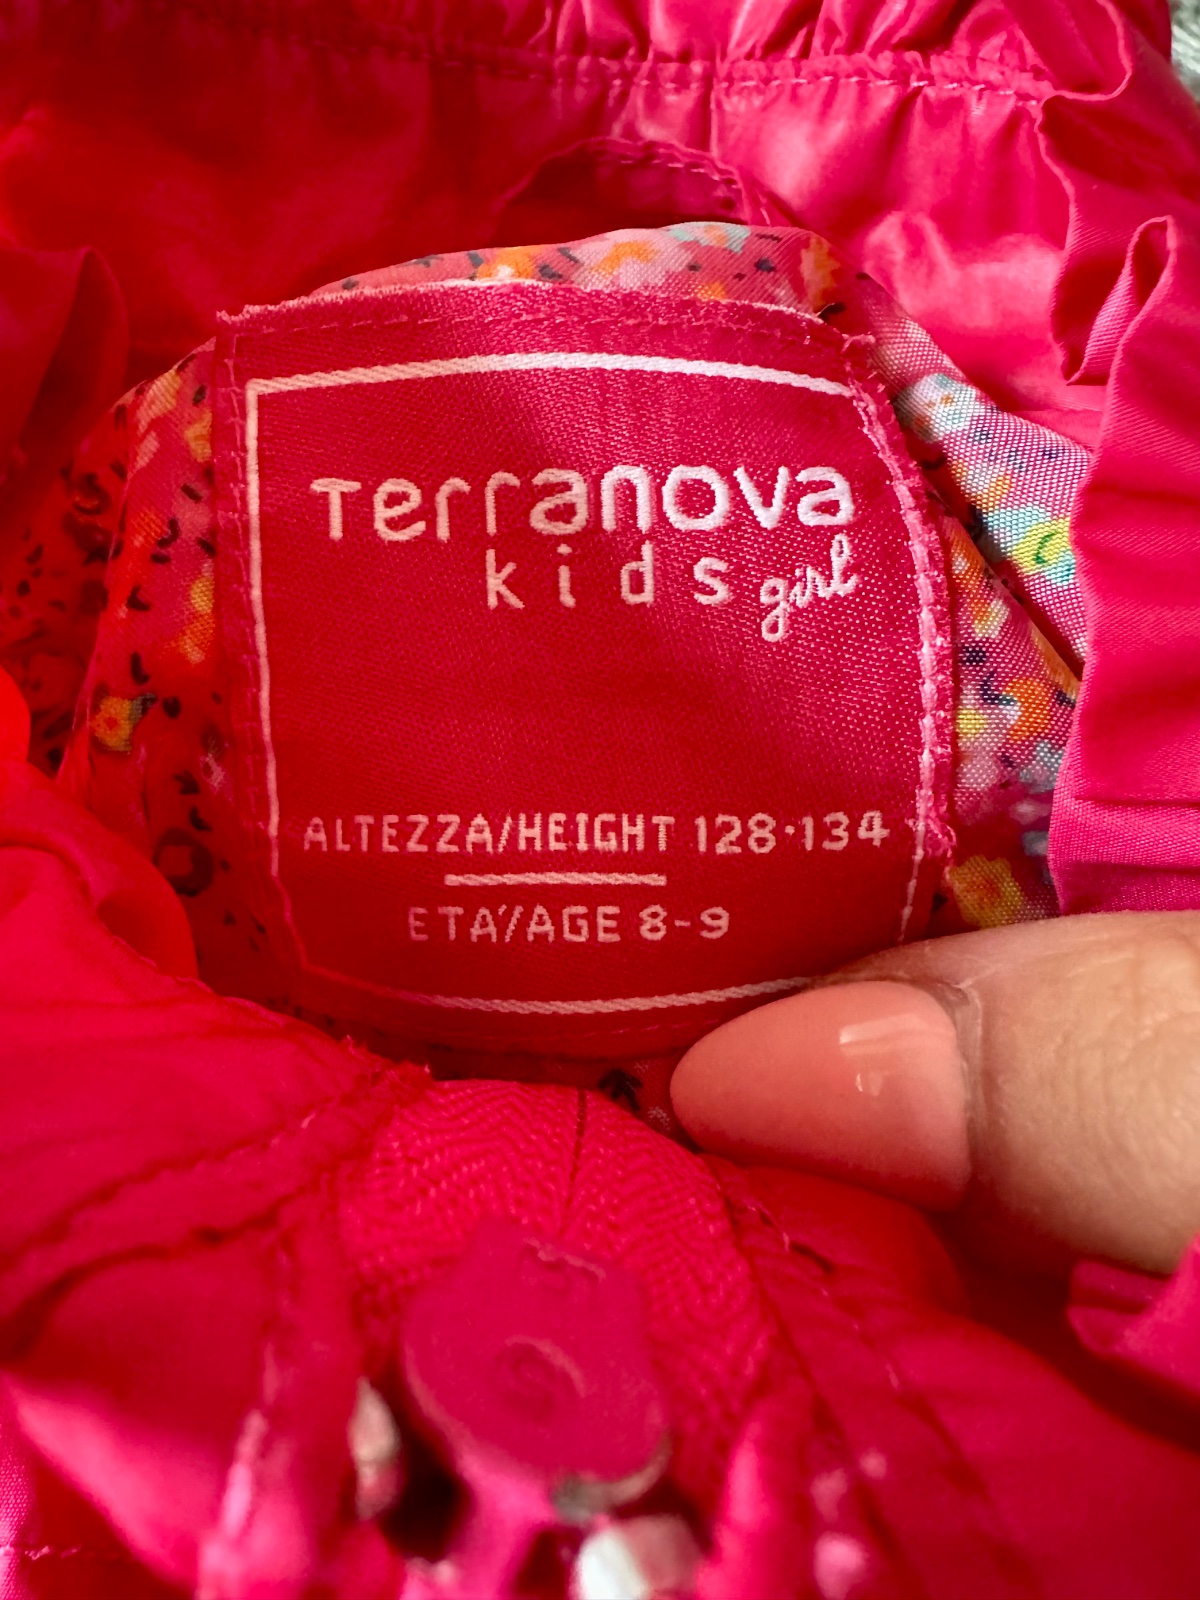 Terranova
kids girl
ALTEZZA/HEIGHT 128·134
ETA'/AGE 8-9